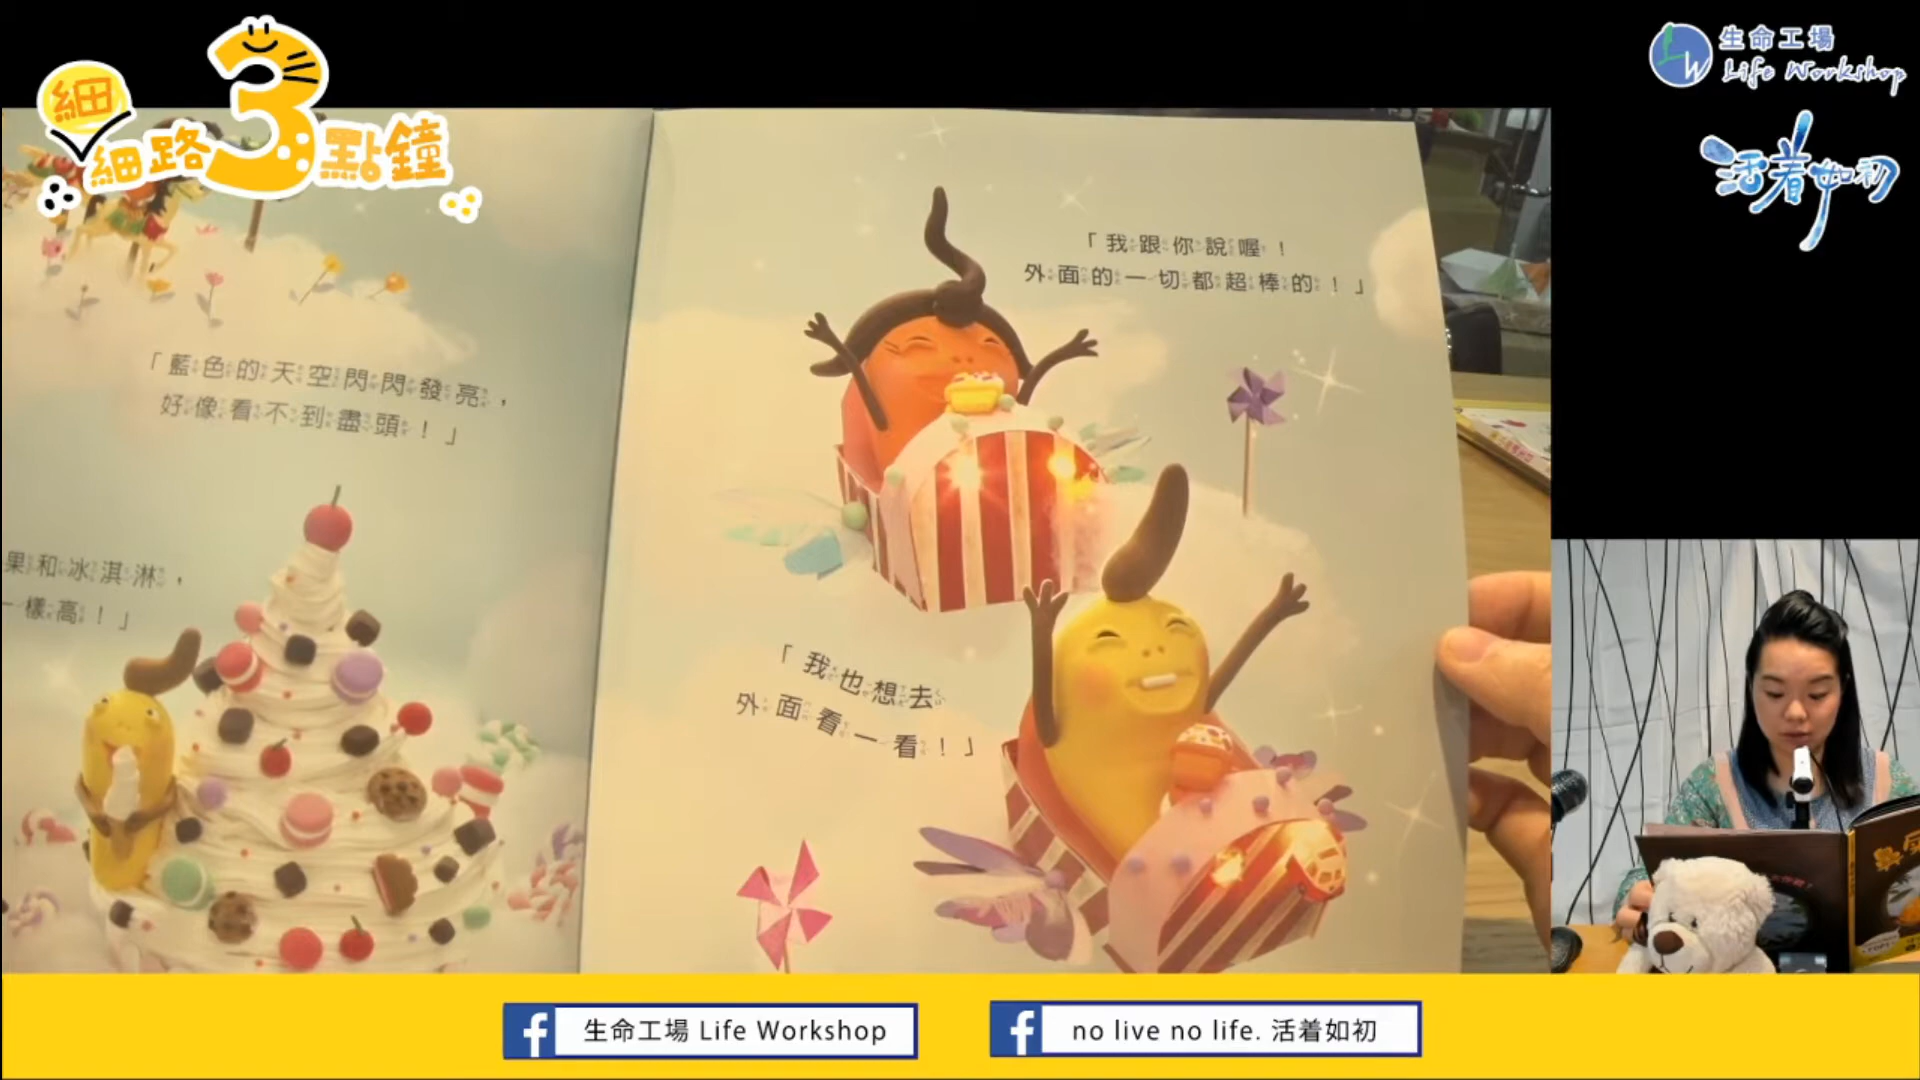 細
細路3點鐘
生命工場
Life Workshop
活着如初
「藍色的天空閃閃發亮，
好像看不到盡頭！」
果和冰淇淋，
一樣高！」
「我跟你說喔！
外面的一切都超棒的！」
「我也想去
外面看一看！」
生命工場 Life Workshop
no live no life. 活着如初